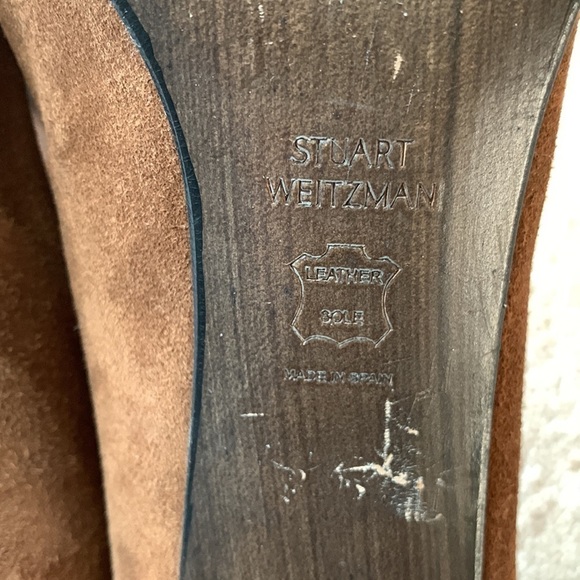 STUART
WEITZMAN
LEATHER
SOLE
MADE IN SPAIN